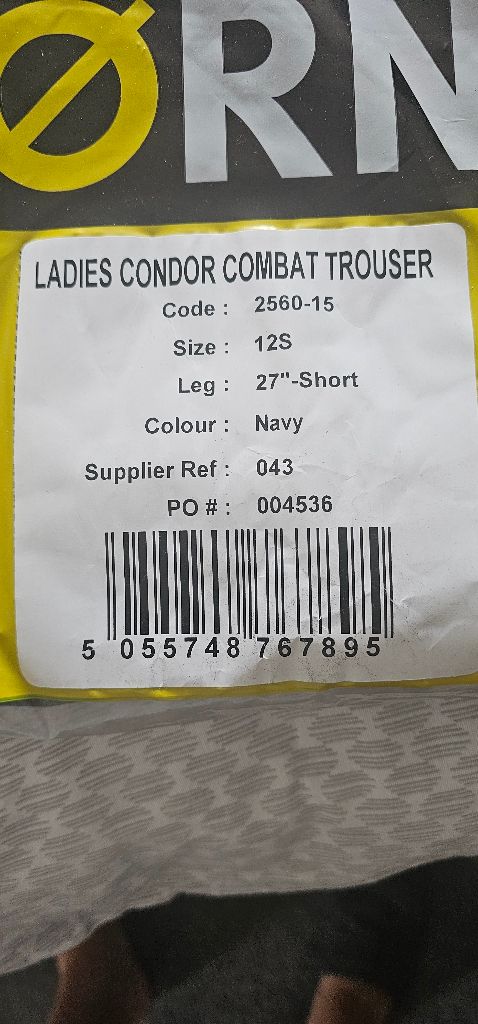 ØRN
LADIES CONDOR COMBAT TROUSER
Code : 2560-15
Size : 12S
Leg : 27"-Short
Colour : Navy
Supplier Ref : 043
PO # : 004536
5 055748 767895